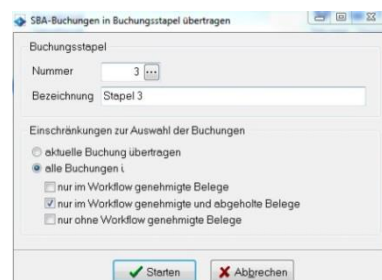 SBA-Buchungen in Buchungsstapel übertragen
Buchungsstapel
Nummer 3 ...
Bezeichnung Stapel 3
Einschränkungen zur Auswahl der Buchungen
aktuelle Buchung übertragen
alle Buchungen i.
nur im Workflow genehmigte Belege
nur im Workflow genehmigte und abgeholte Belege
nur ohne Workflow genehmigte Belege
Starten Abbrechen